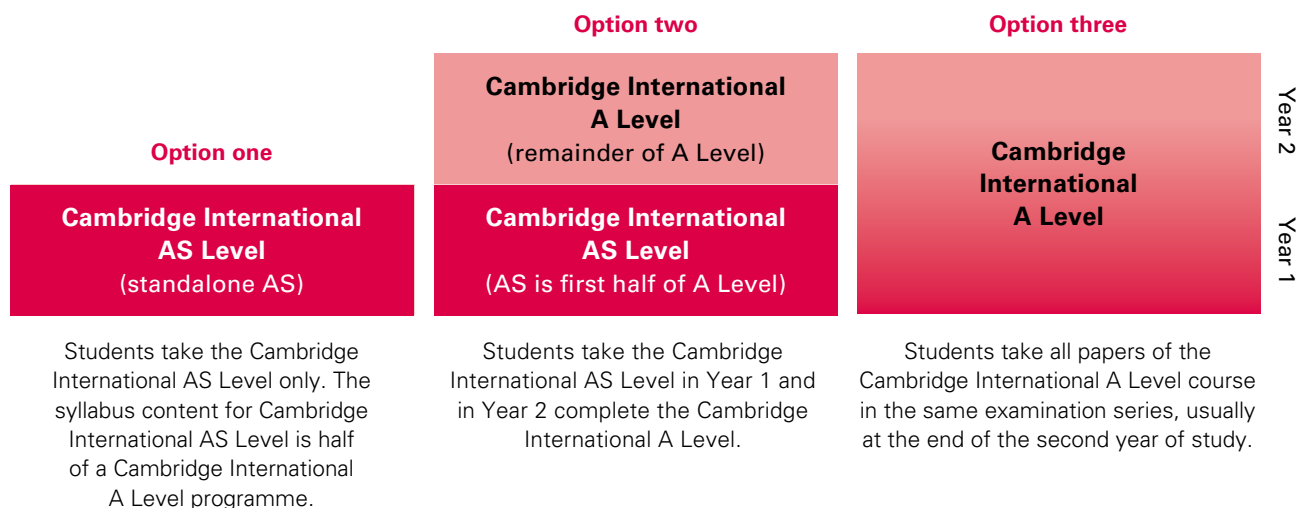 Option one
Cambridge International
AS Level
(standalone AS)
Students take the Cambridge
International AS Level only. The
syllabus content for Cambridge
International AS Level is half
of a Cambridge International
A Level programme.
Option two
Cambridge International
A Level
(remainder of A Level)
Cambridge International
AS Level
(AS is first half of A Level)
Students take the Cambridge
International AS Level in Year 1 and
in Year 2 complete the Cambridge
International A Level.
Option three
Cambridge
International
A Level
Students take all papers of the
Cambridge International A Level course
in the same examination series, usually
at the end of the second year of study.
Year 2
Year 1